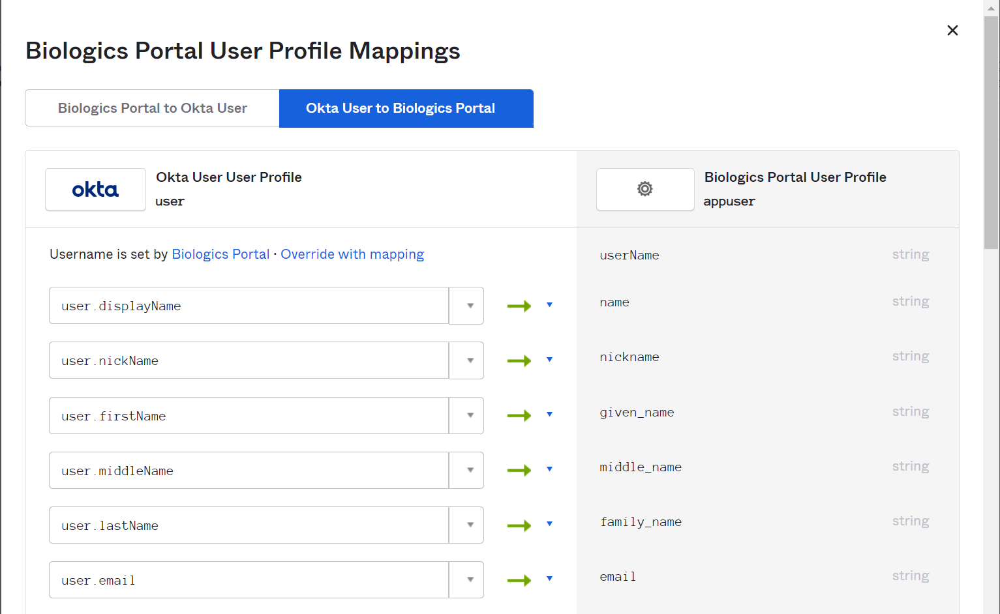 Biologics Portal User Profile Mappings
Biologics Portal to Okta User
Okta User to Biologics Portal
okta
Okta User User Profile
user
Biologics Portal User Profile
appuser
Username is set by Biologics Portal · Override with mapping
userName string
user.displayName name string
user.nickName nickname string
user.firstName given_name string
user.middleName middle_name string
user.lastName family_name string
user.email email string